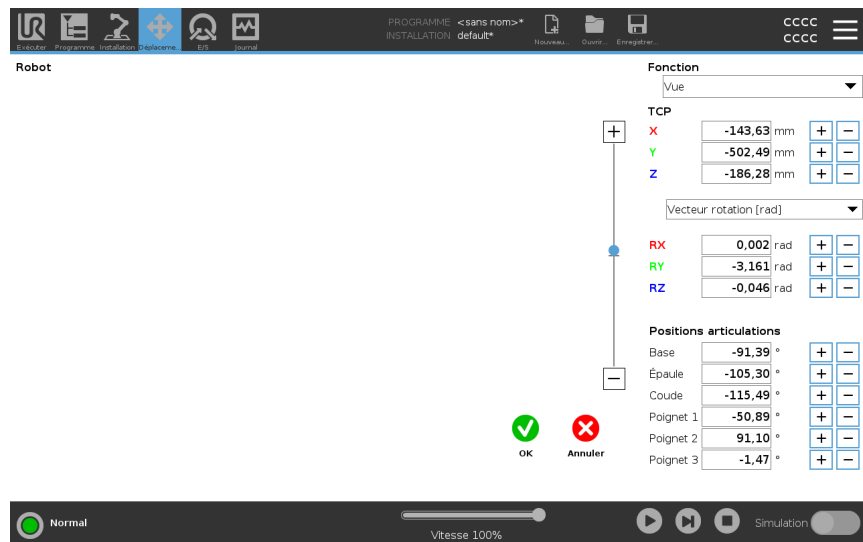 PROGRAMME <sans nom>*
INSTALLATION default*
CCCC
CCCC
Exécuter Programme Installation Déplaceme... E/S Journal
Nouveau... Ouvrir... Enregistrer...
Robot
Fonction
Vue
TCP
X -143,63 mm + −
Y -502,49 mm + −
Z -186,28 mm + −
Vecteur rotation [rad]
RX 0,002 rad + −
RY -3,161 rad + −
RZ -0,046 rad + −
Positions articulations
Base -91,39 ° + −
Épaule -105,30 ° + −
Coude -115,49 ° + −
Poignet 1 -50,89 ° + −
Poignet 2 91,10 ° + −
Poignet 3 -1,47 ° + −
OK
Annuler
Normal
Vitesse 100%
Simulation